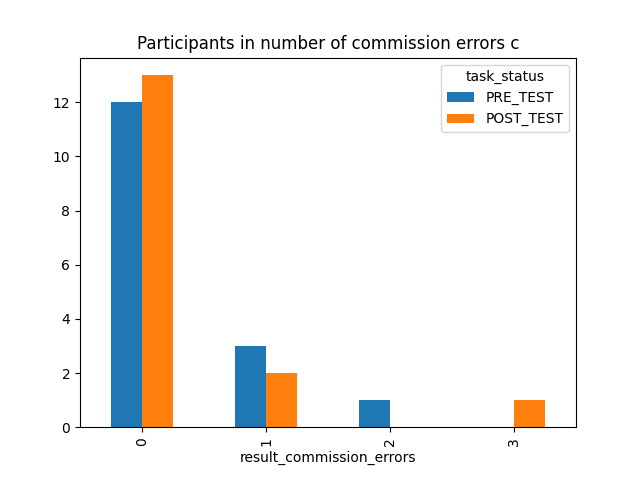 Participants in number of commission errors c
task_status
PRE_TEST
POST_TEST
12
10
8
6
4
2
0
0
1
2
3
result_commission_errors